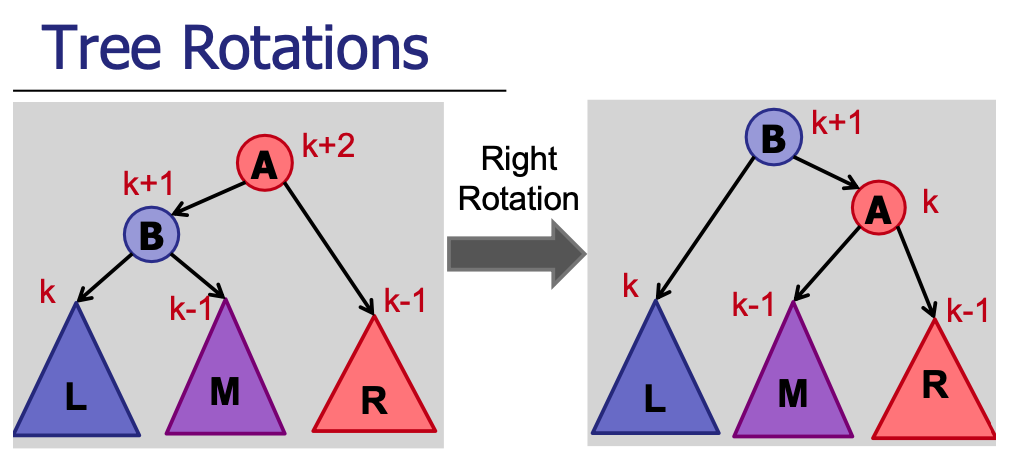 Tree Rotations
A
k+2
k+1
B
k
k-1
k-1
L
M
R
Right
Rotation
B
k+1
A
k
k
k-1
k-1
L
M
R